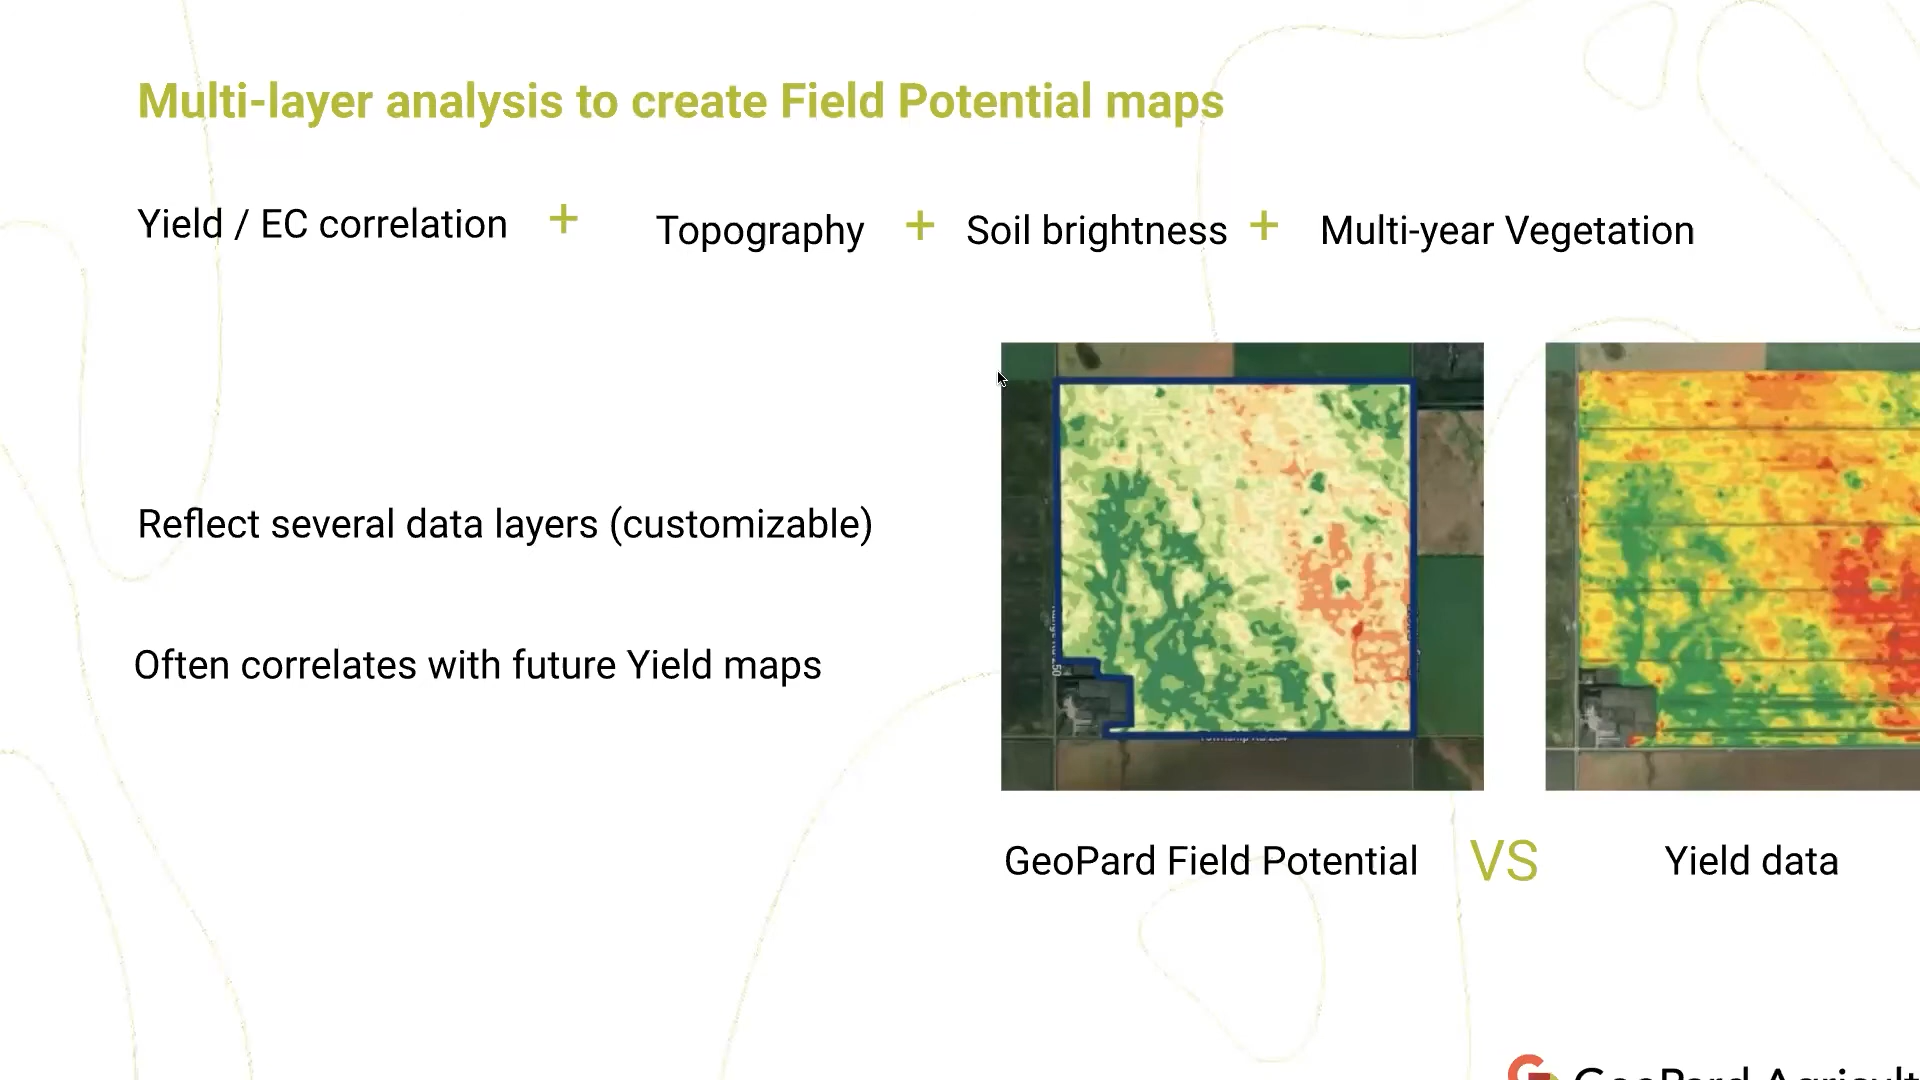 Multi-layer analysis to create Field Potential maps
Yield / EC correlation + Topography + Soil brightness + Multi-year Vegetation
Reflect several data layers (customizable)
Often correlates with future Yield maps
GeoPard Field Potential VS Yield data
GeoPard